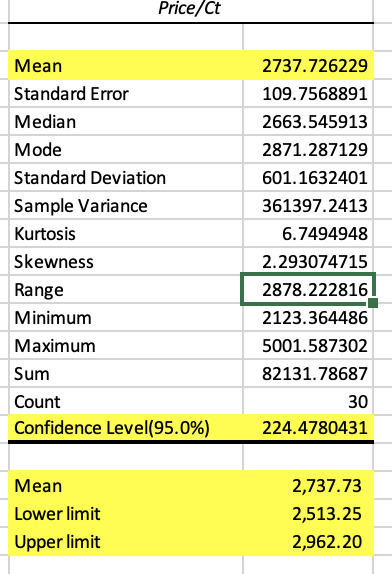 Price/Ct
Mean 2737.726229
Standard Error 109.7568891
Median 2663.545913
Mode 2871.287129
Standard Deviation 601.1632401
Sample Variance 361397.2413
Kurtosis 6.7494948
Skewness 2.293074715
Range 2878.222816
Minimum 2123.364486
Maximum 5001.587302
Sum 82131.78687
Count 30
Confidence Level(95.0%) 224.4780431
Mean 2,737.73
Lower limit 2,513.25
Upper limit 2,962.20